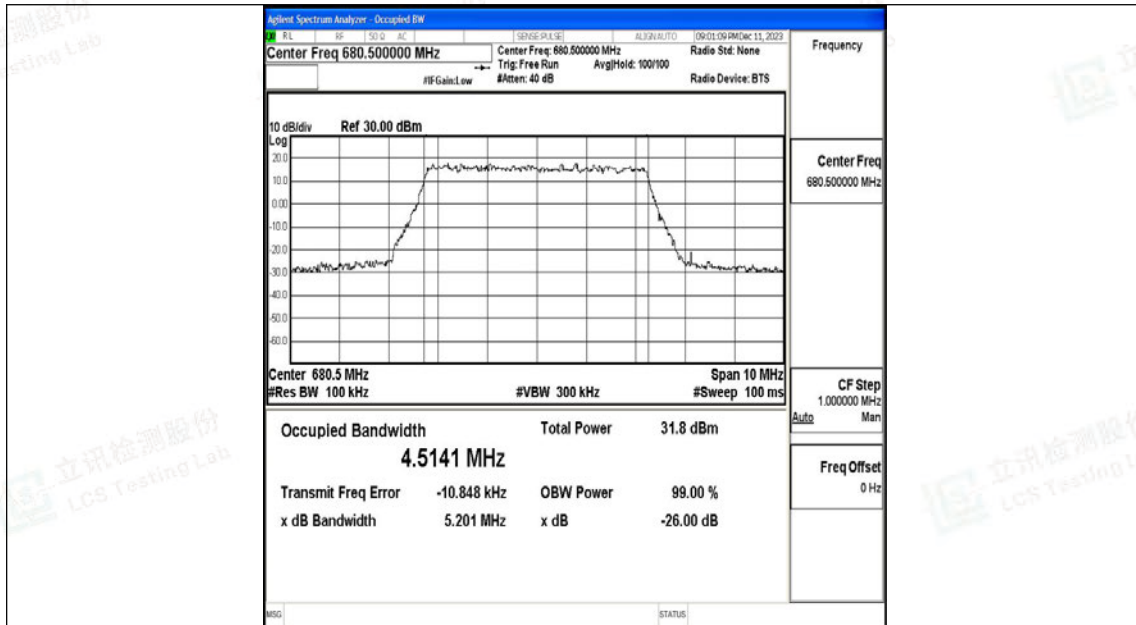 Agilent Spectrum Analyzer - Occupied BW
RL RF 50 Ω AC SENSE:PULSE ALIGNAUTO 09:01:09 PM Dec 11, 2023
Center Freq 680.500000 MHz
Center Freq: 680.500000 MHz
Radio Std: None
Trig: Free Run
Avg|Hold: 100/100
#IFGain:Low
#Atten: 40 dB
Radio Device: BTS
Frequency
10 dB/div
Ref 30.00 dBm
Log
20.0
10.0
0.00
-10.0
-20.0
-30.0
-40.0
-50.0
-60.0
Center Freq
680.500000 MHz
Center 680.5 MHz
Span 10 MHz
#Res BW 100 kHz
#VBW 300 kHz
#Sweep 100 ms
CF Step
1.000000 MHz
Auto Man
Occupied Bandwidth
Total Power 31.8 dBm
4.5141 MHz
Transmit Freq Error -10.848 kHz
OBW Power 99.00 %
x dB Bandwidth 5.201 MHz
x dB -26.00 dB
Freq Offset
0 Hz
MSG
STATUS
立讯检测股份
LCS Testing Lab
立讯检测股份